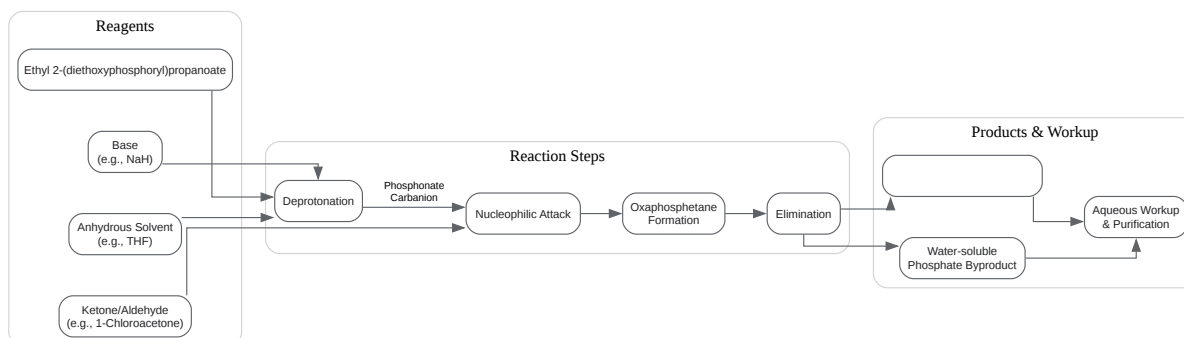 Reagents
Ethyl 2-(diethoxyphosphoryl)propanoate
Base
(e.g., NaH)
Anhydrous Solvent
(e.g., THF)
Ketone/Aldehyde
(e.g., 1-Chloroacetone)
Reaction Steps
Deprotonation
Phosphonate
Carbanion
Nucleophilic Attack
Oxaphosphetane
Formation
Elimination
Products & Workup
Water-soluble
Phosphate Byproduct
Aqueous Workup
& Purification